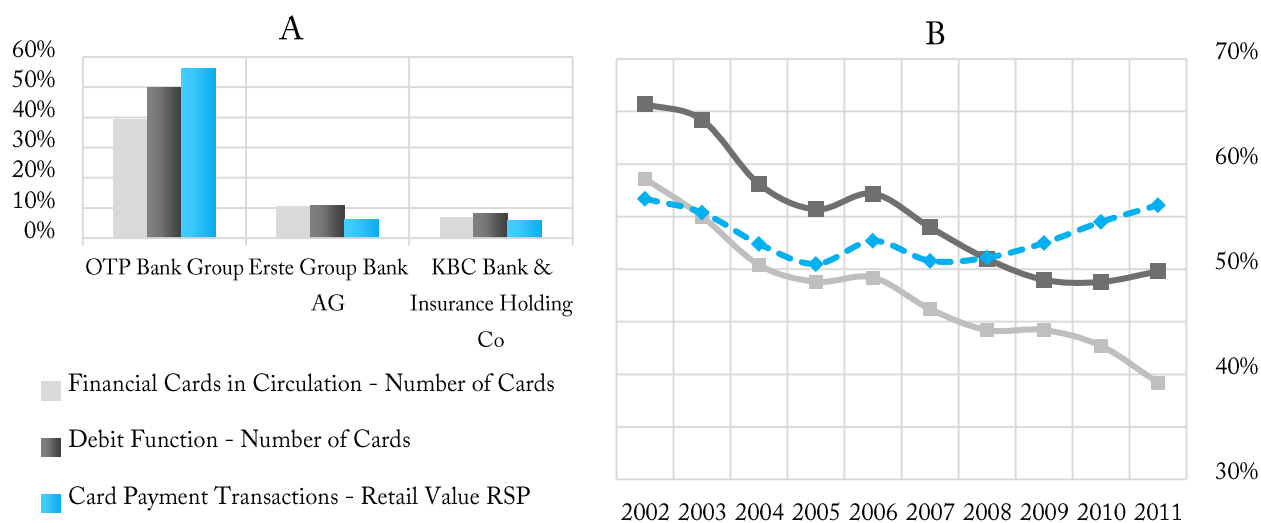 A
60%
50%
40%
30%
20%
10%
0%
OTP Bank Group Erste Group Bank KBC Bank &
AG Insurance Holding
Co
Financial Cards in Circulation - Number of Cards
Debit Function - Number of Cards
Card Payment Transactions - Retail Value RSP
B
70%
60%
50%
40%
30%
2002 2003 2004 2005 2006 2007 2008 2009 2010 2011